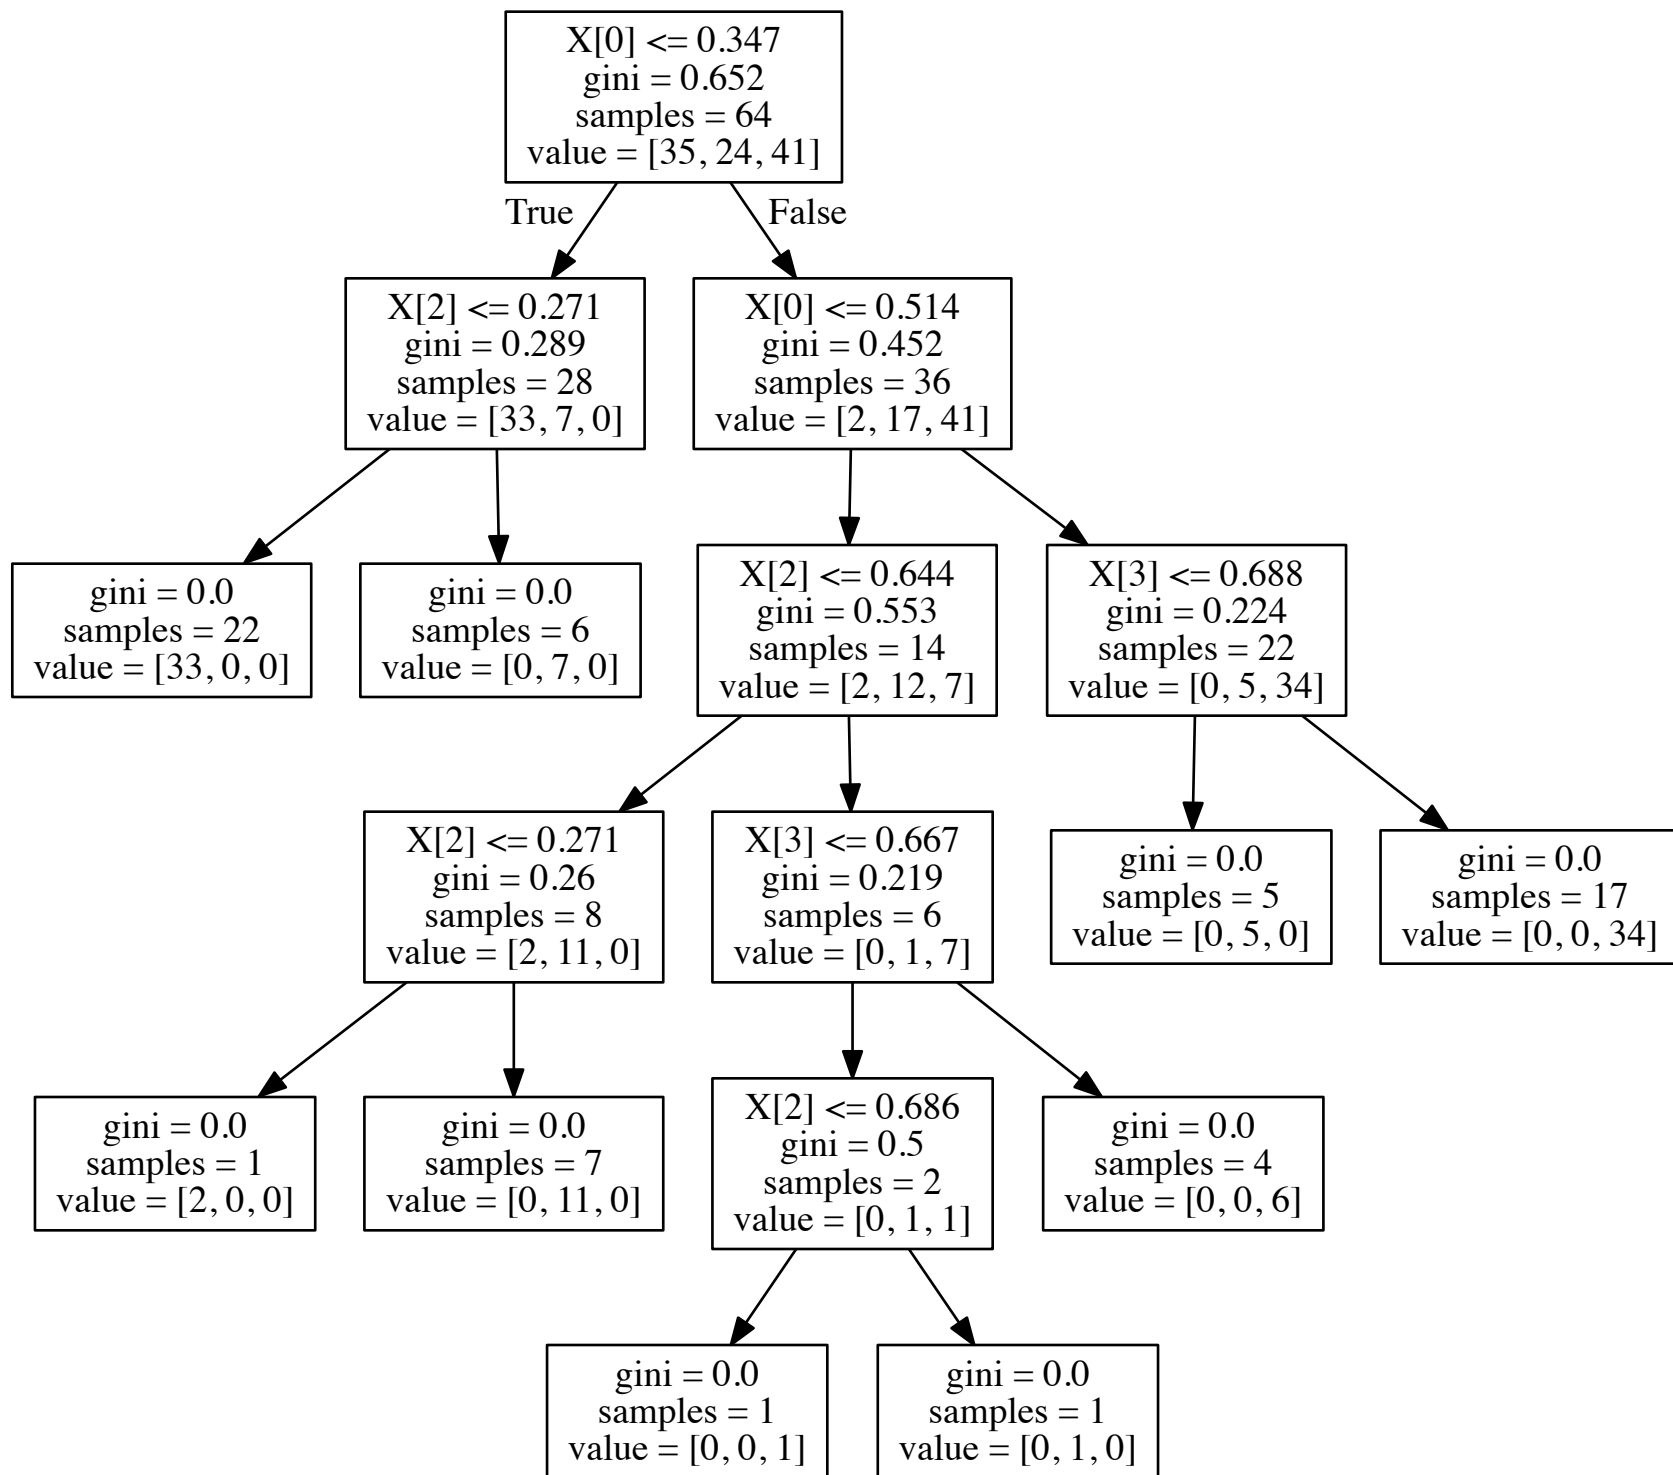 X[0] <= 0.347
gini = 0.652
samples = 64
value = [35, 24, 41]
True
False
X[2] <= 0.271
gini = 0.289
samples = 28
value = [33, 7, 0]
X[0] <= 0.514
gini = 0.452
samples = 36
value = [2, 17, 41]
gini = 0.0
samples = 22
value = [33, 0, 0]
gini = 0.0
samples = 6
value = [0, 7, 0]
X[2] <= 0.644
gini = 0.553
samples = 14
value = [2, 12, 7]
X[3] <= 0.688
gini = 0.224
samples = 22
value = [0, 5, 34]
X[2] <= 0.271
gini = 0.26
samples = 8
value = [2, 11, 0]
X[3] <= 0.667
gini = 0.219
samples = 6
value = [0, 1, 7]
gini = 0.0
samples = 5
value = [0, 5, 0]
gini = 0.0
samples = 17
value = [0, 0, 34]
gini = 0.0
samples = 1
value = [2, 0, 0]
gini = 0.0
samples = 7
value = [0, 11, 0]
X[2] <= 0.686
gini = 0.5
samples = 2
value = [0, 1, 1]
gini = 0.0
samples = 4
value = [0, 0, 6]
gini = 0.0
samples = 1
value = [0, 0, 1]
gini = 0.0
samples = 1
value = [0, 1, 0]